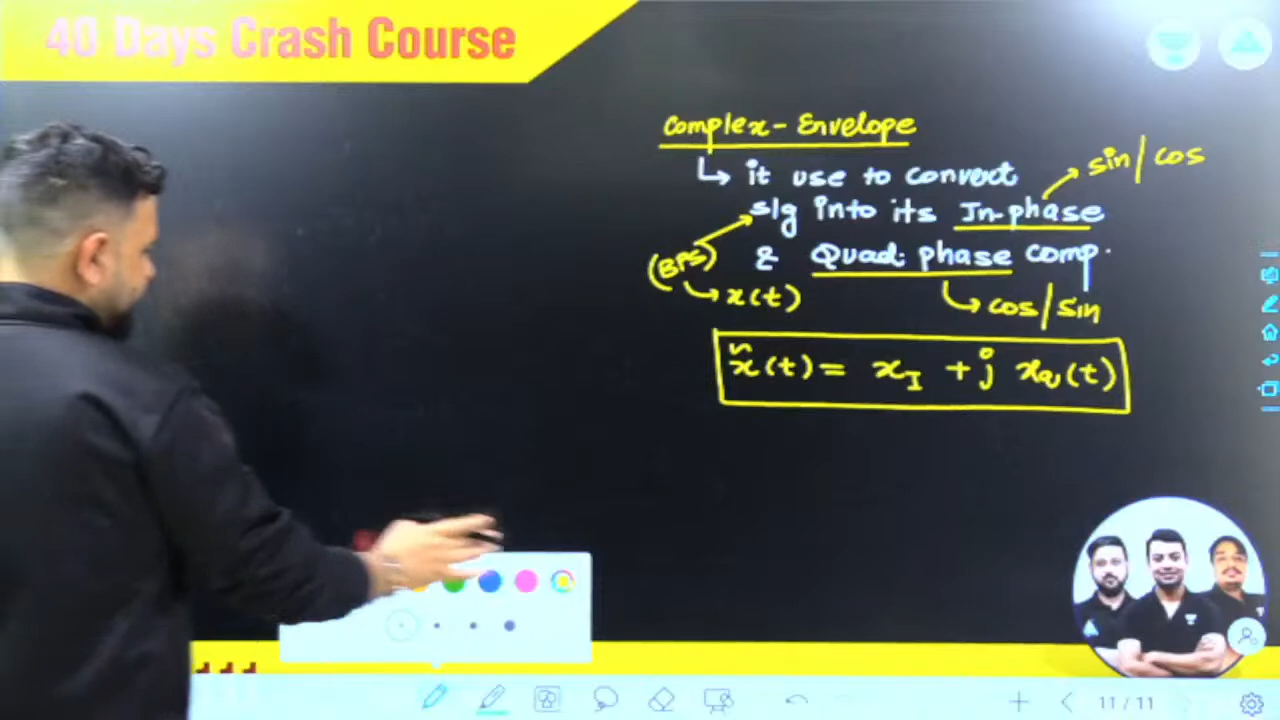 40 Days Crash Course
Complex-Envelope
↳ it use to convert
sin/cos
s/g into its In-phase
(BPS)
& Quad. phase comp.
↳ x(t)
↳ cos/sin
x̃(t) = x_I + j x_Q(t)
11 / 11